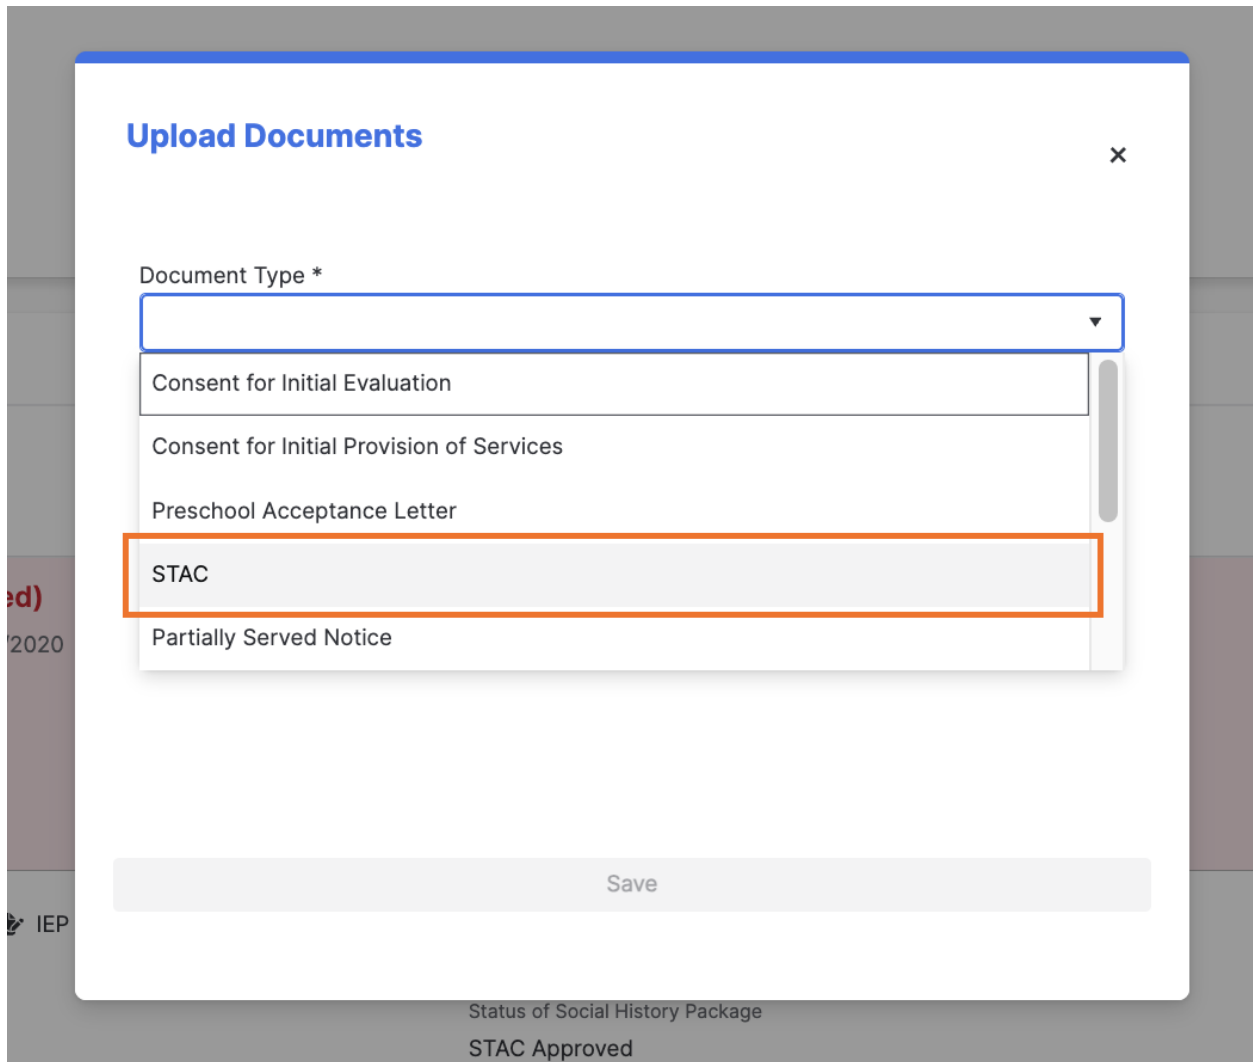 Upload Documents
×
Document Type *
Consent for Initial Evaluation
Consent for Initial Provision of Services
Preschool Acceptance Letter
STAC
Partially Served Notice
ed)
/2020
Save
IEP
Status of Social History Package
STAC Approved